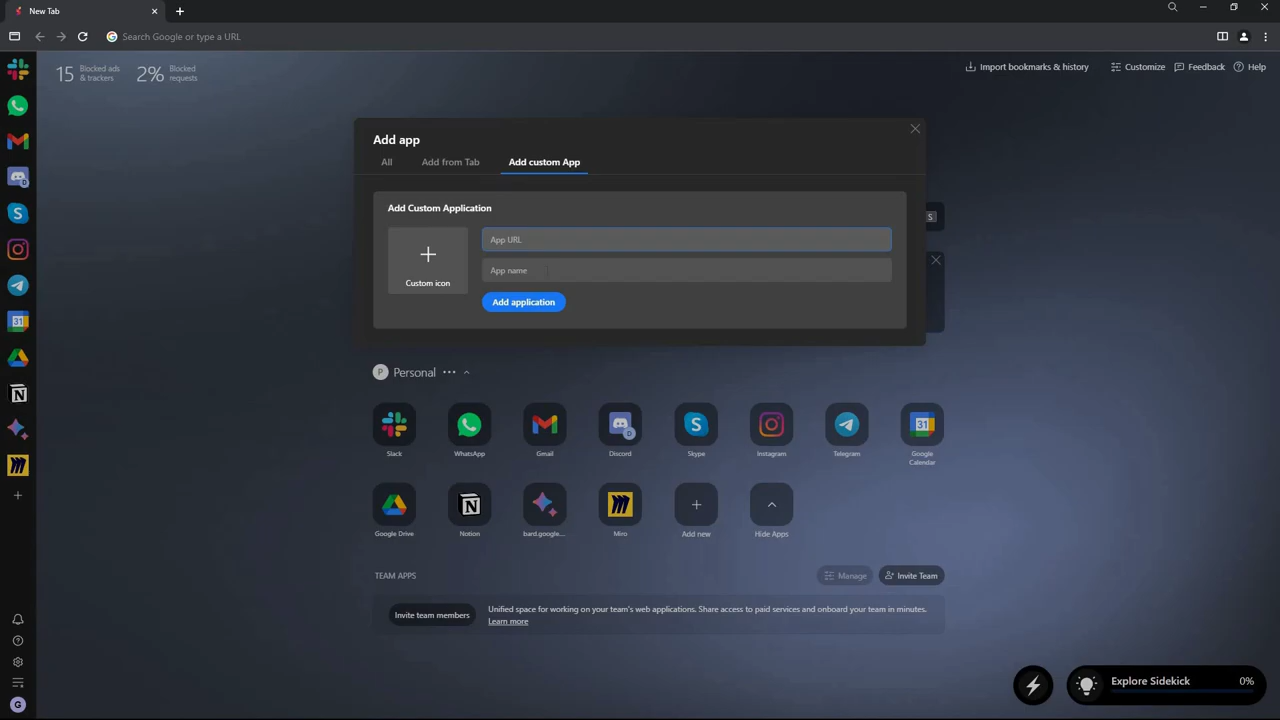 New Tab
Search Google or type a URL
15 Blocked ads & trackers
2% Blocked requests
Import bookmarks & history
Customize
Feedback
Help
Add app
All
Add from Tab
Add custom App
S
Add Custom Application
App URL
App name
Custom icon
Add application
P Personal
Slack
WhatsApp
Gmail
Discord
Skype
Instagram
Telegram
Google Calendar
Google Drive
Notion
bard.google...
Miro
Add new
Hide Apps
TEAM APPS
Manage
Invite Team
Invite team members
Unified space for working on your team's web applications. Share access to paid services and onboard your team in minutes.
Learn more
G
Explore Sidekick
0%